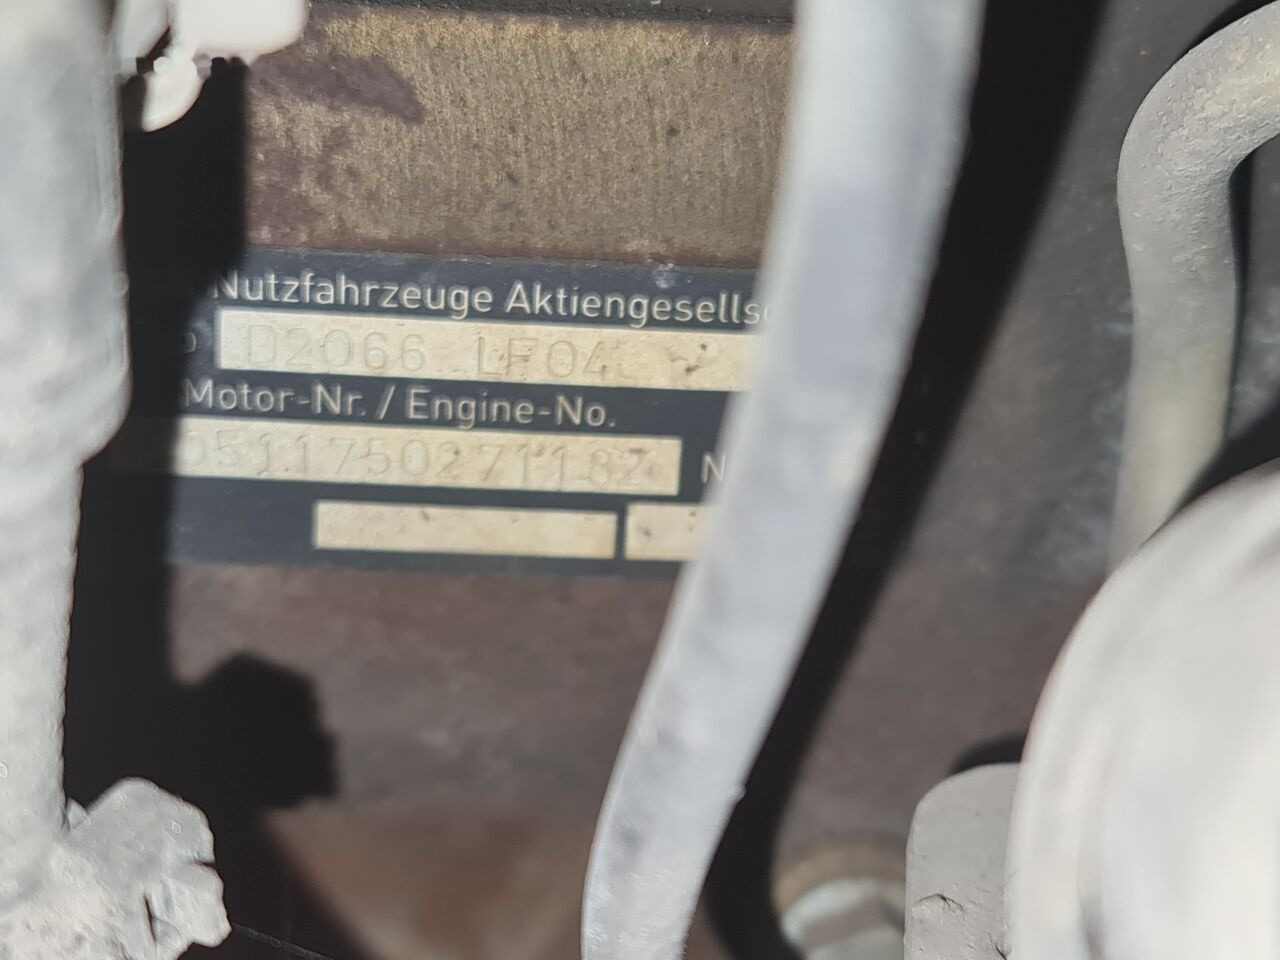 Nutzfahrzeuge Aktiengesells
D2066 LF04
Motor-Nr. / Engine-No.
0511750271182
N